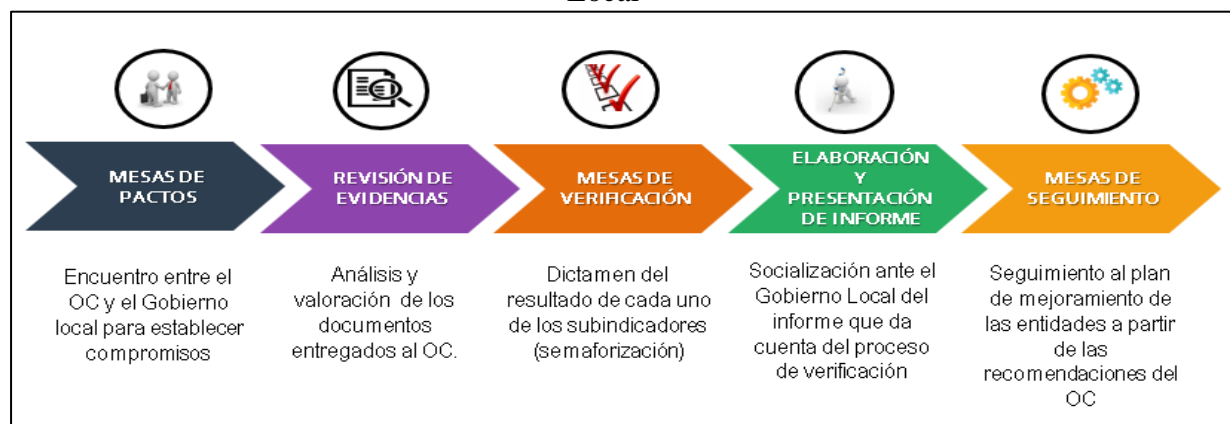 Local
MESAS DE
PACTOS
REVISIÓN DE
EVIDENCIAS
MESAS DE
VERIFICACIÓN
ELABORACIÓN
Y
PRESENTACIÓN
DE INFORME
MESAS DE
SEGUIMIENTO
Encuentro entre el
OC y el Gobierno
local para establecer
compromisos
Análisis y
valoración de los
documentos
entregados al OC.
Dictamen del
resultado de cada uno
de los subindicadores
(semaforización)
Socialización ante el
Gobierno Local del
informe que da
cuenta del proceso
de verificación
Seguimiento al plan
de mejoramiento de
las entidades a partir
de las
recomendaciones del
OC